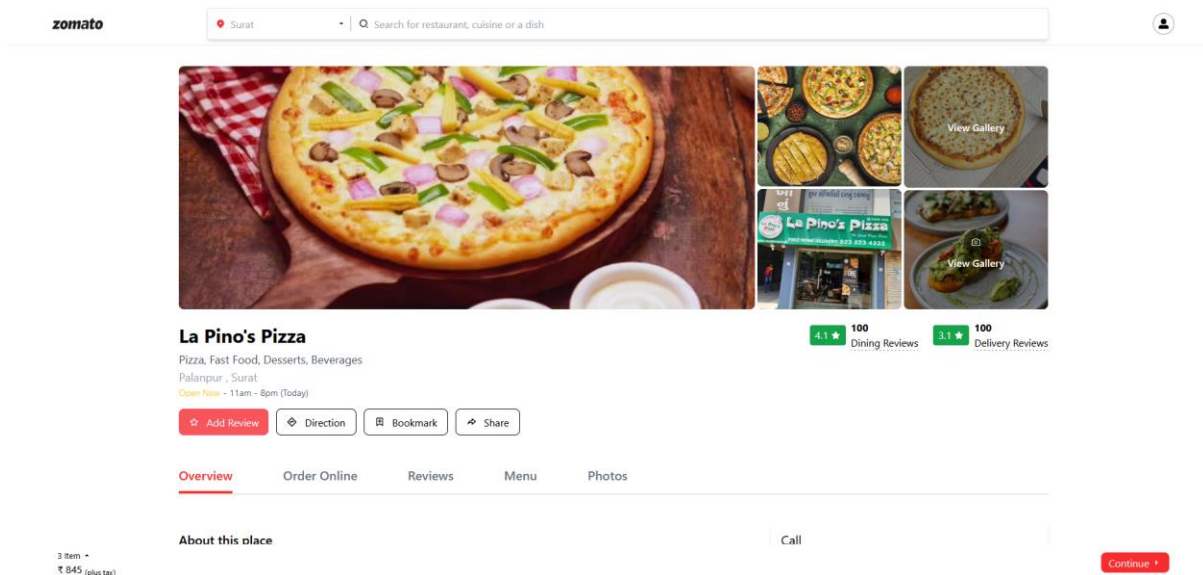 zomato
Surat
Search for restaurant, cuisine or a dish
View Gallery
La Pino'z Pizza
View Gallery
La Pino's Pizza
4.1 ★ 100 Dining Reviews
3.1 ★ 100 Delivery Reviews
Pizza, Fast Food, Desserts, Beverages
Palanpur , Surat
Open Now - 11am - 8pm (Today)
Add Review
Direction
Bookmark
Share
Overview Order Online Reviews Menu Photos
About this place
Call
3 Item
₹ 845 (plus tax)
Continue